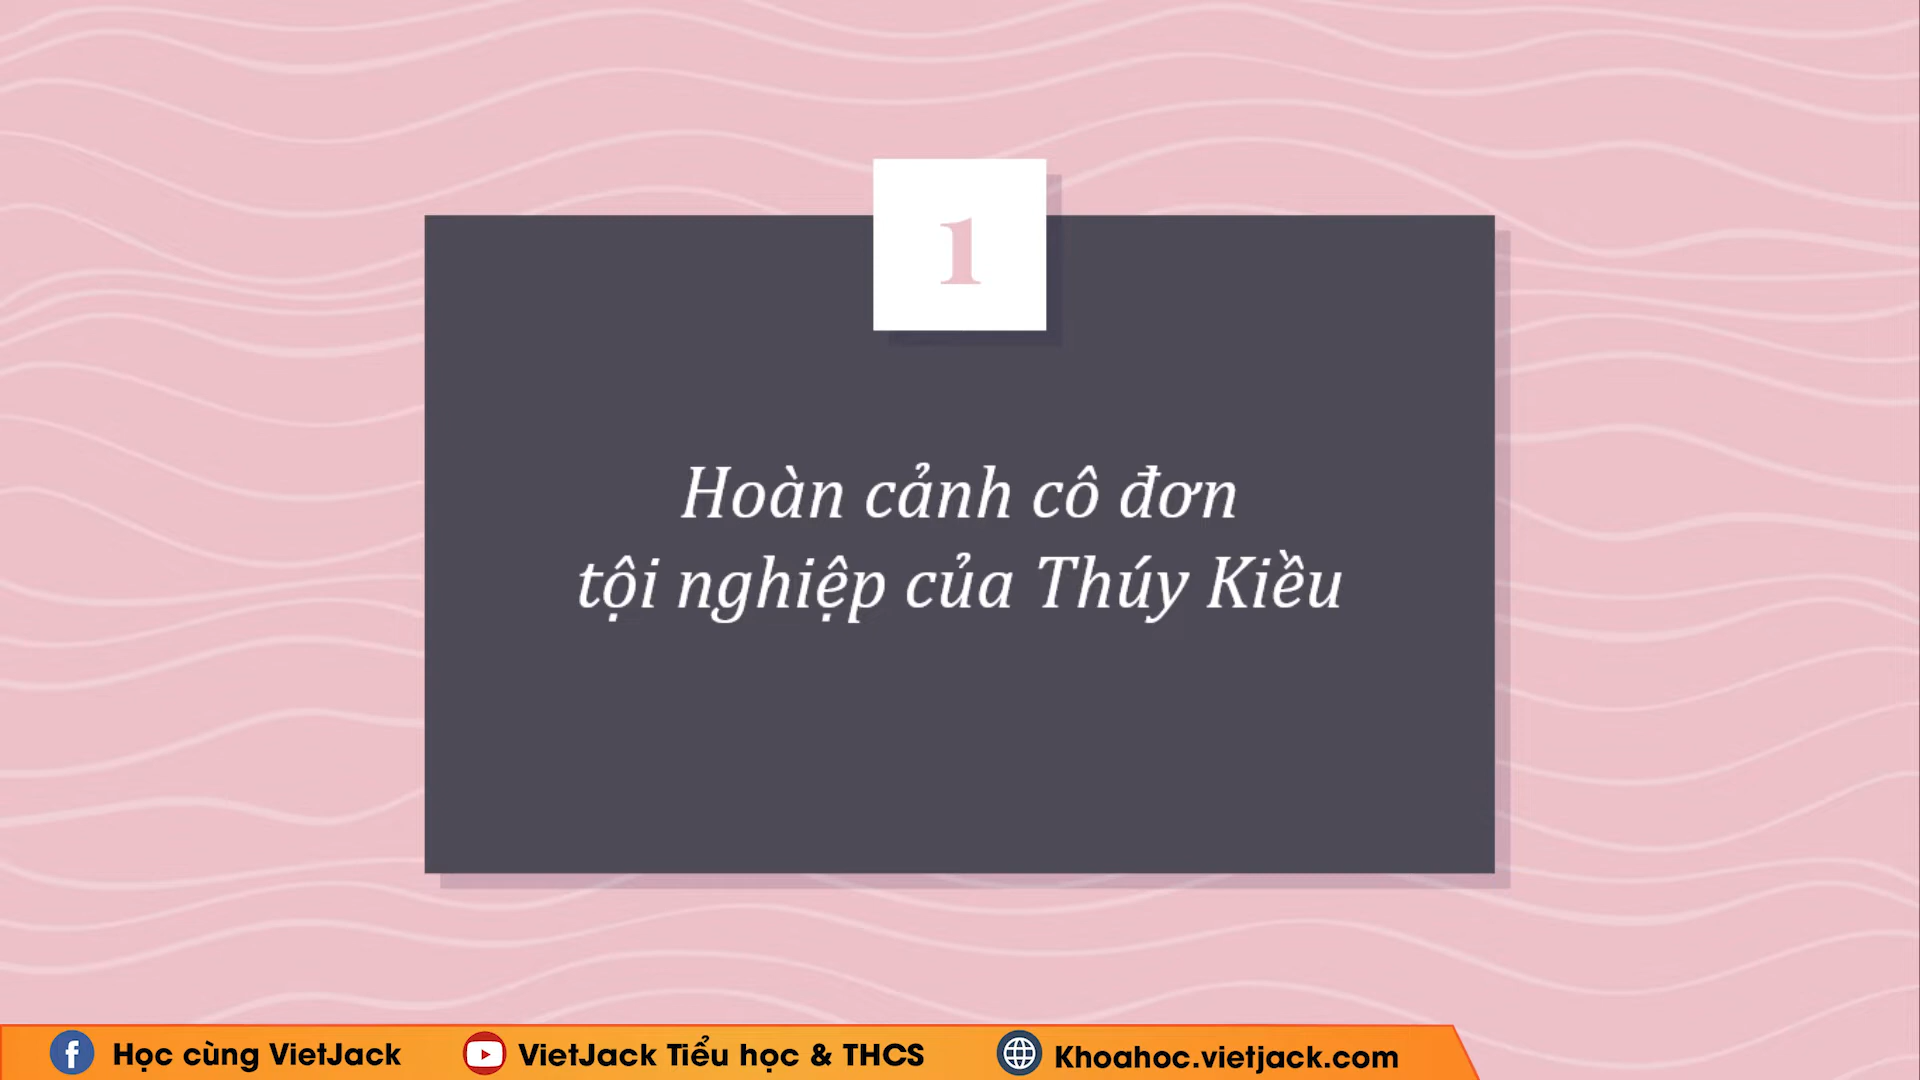 1
Hoàn cảnh cô đơn
tội nghiệp của Thúy Kiều
Học cùng VietJack
VietJack Tiểu học & THCS
Khoahoc.vietjack.com